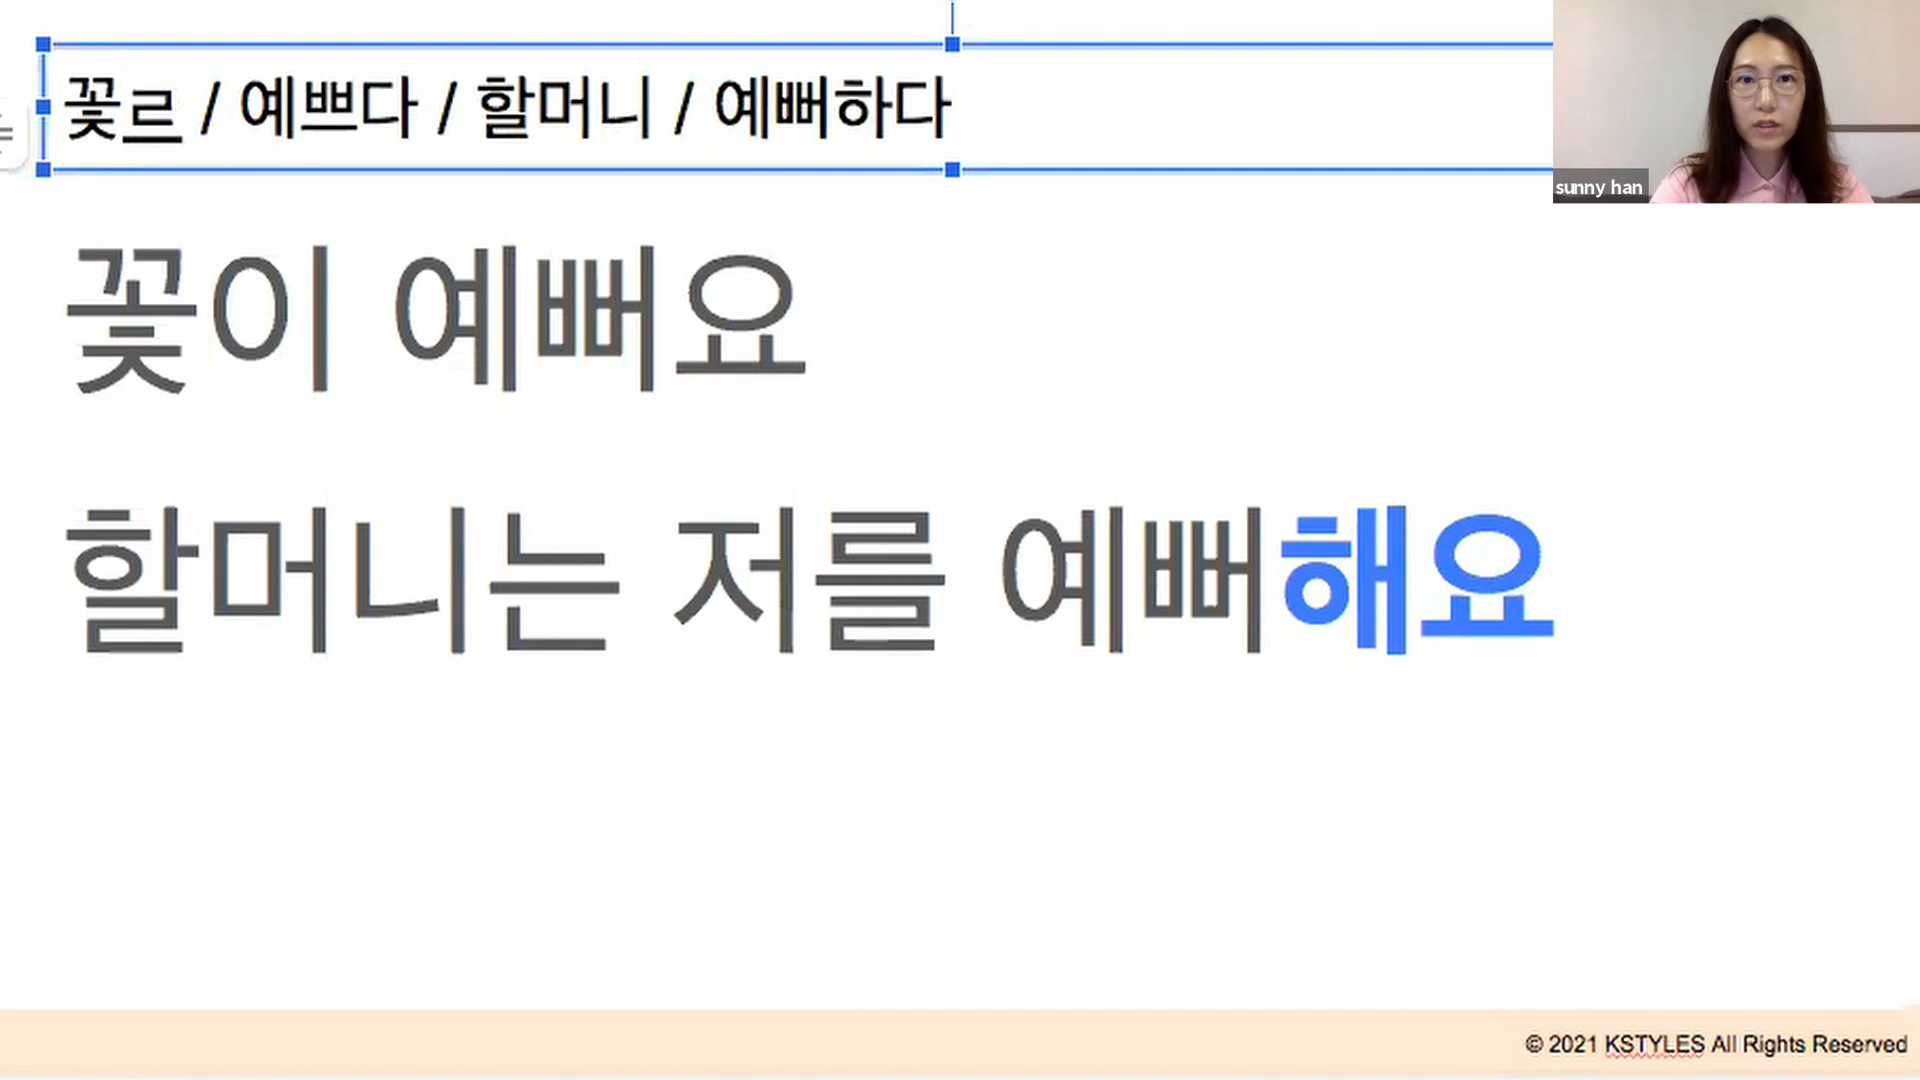 꽃르 / 예쁘다 / 할머니 / 예뻐하다
sunny han
꽃이 예뻐요
할머니는 저를 예뻐해요
© 2021 KSTYLES All Rights Reserved